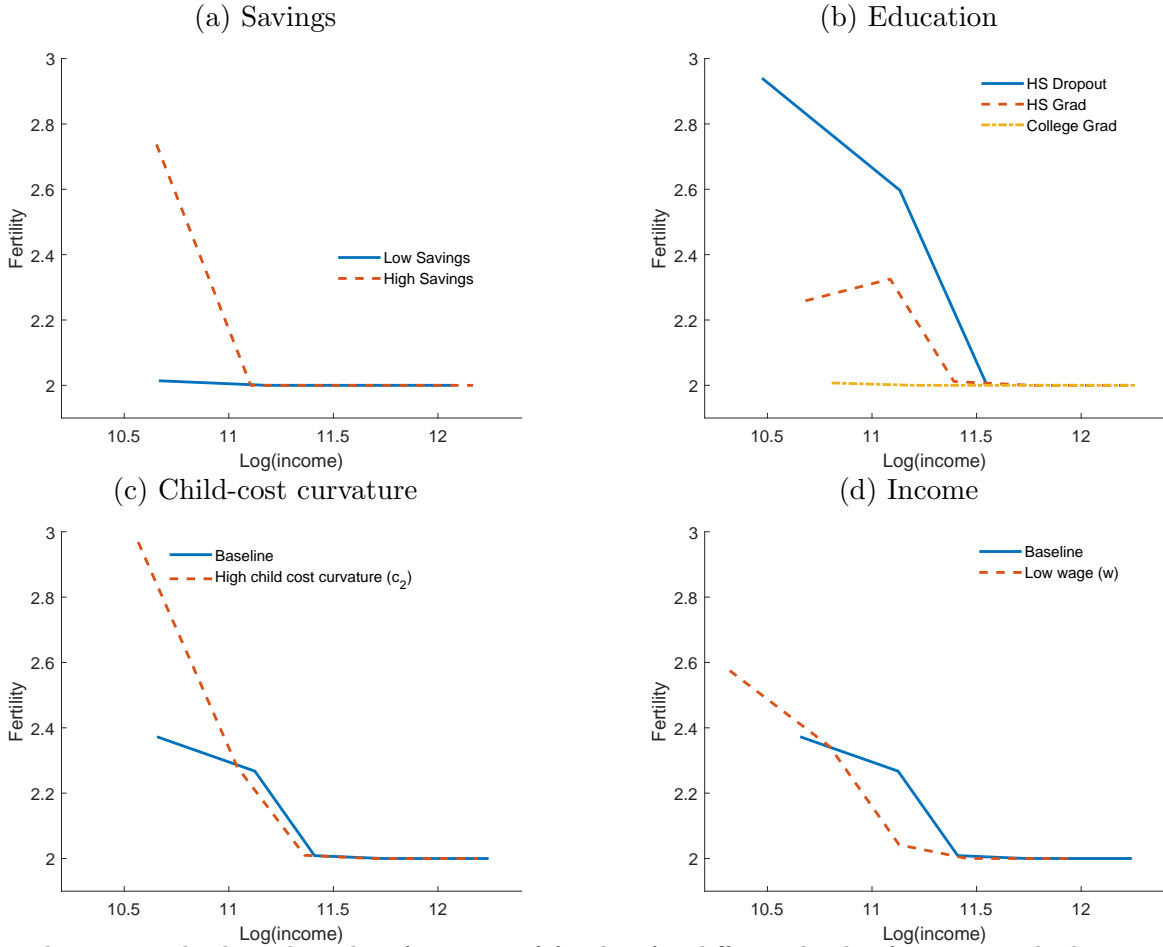 (a) Savings
3
2.8
2.6
2.4
2.2
2
Fertility
Low Savings
High Savings
10.5 11 11.5 12
Log(income)
(b) Education
3
2.8
2.6
2.4
2.2
2
Fertility
HS Dropout
HS Grad
College Grad
10.5 11 11.5 12
Log(income)
(c) Child-cost curvature
3
2.8
2.6
2.4
2.2
2
Fertility
Baseline
High child cost curvature (c2)
10.5 11 11.5 12
Log(income)
(d) Income
3
2.8
2.6
2.4
2.2
2
Fertility
Baseline
Low wage (w)
10.5 11 11.5 12
Log(income)